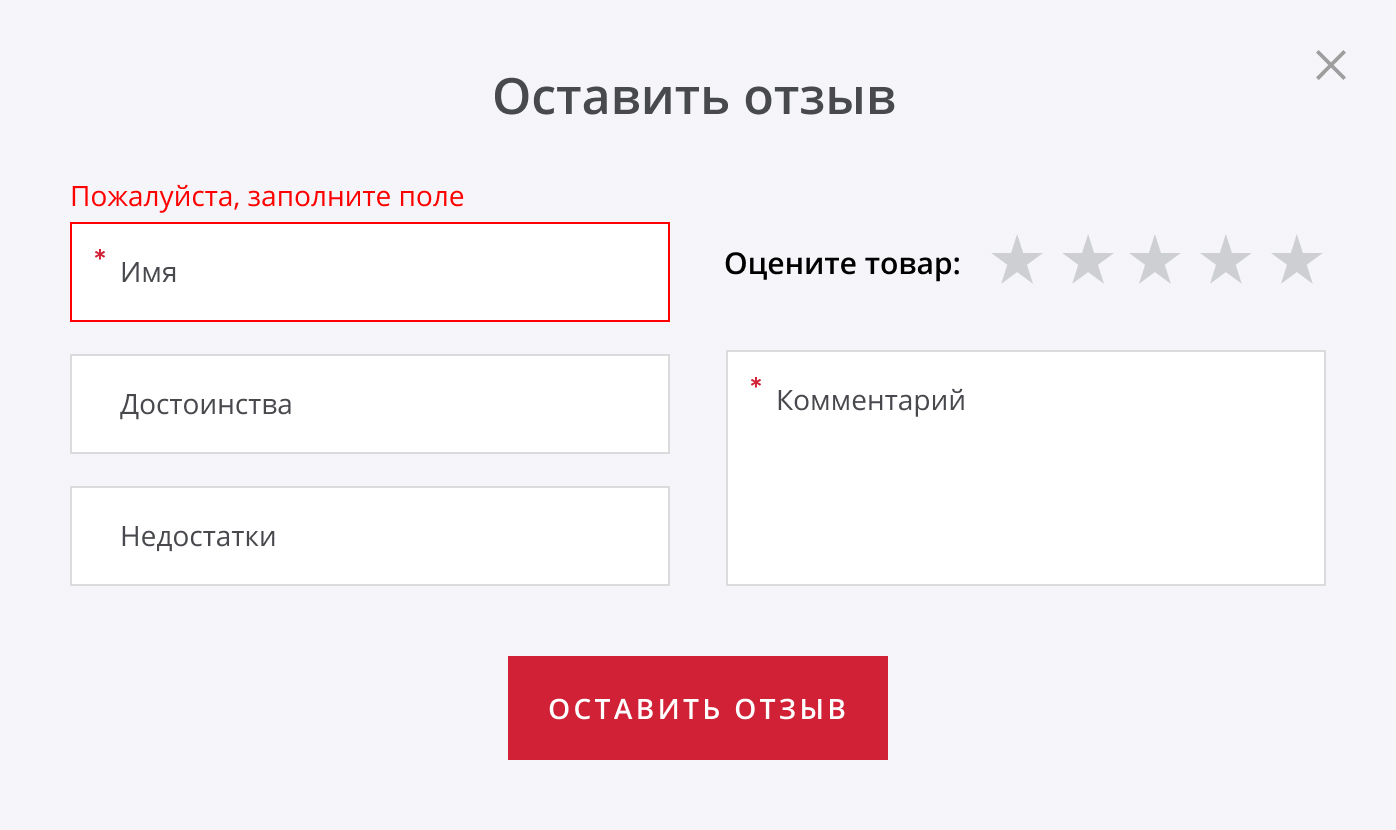 Оставить отзыв
Пожалуйста, заполните поле
* Имя
Оцените товар:
Достоинства
* Комментарий
Недостатки
ОСТАВИТЬ ОТЗЫВ